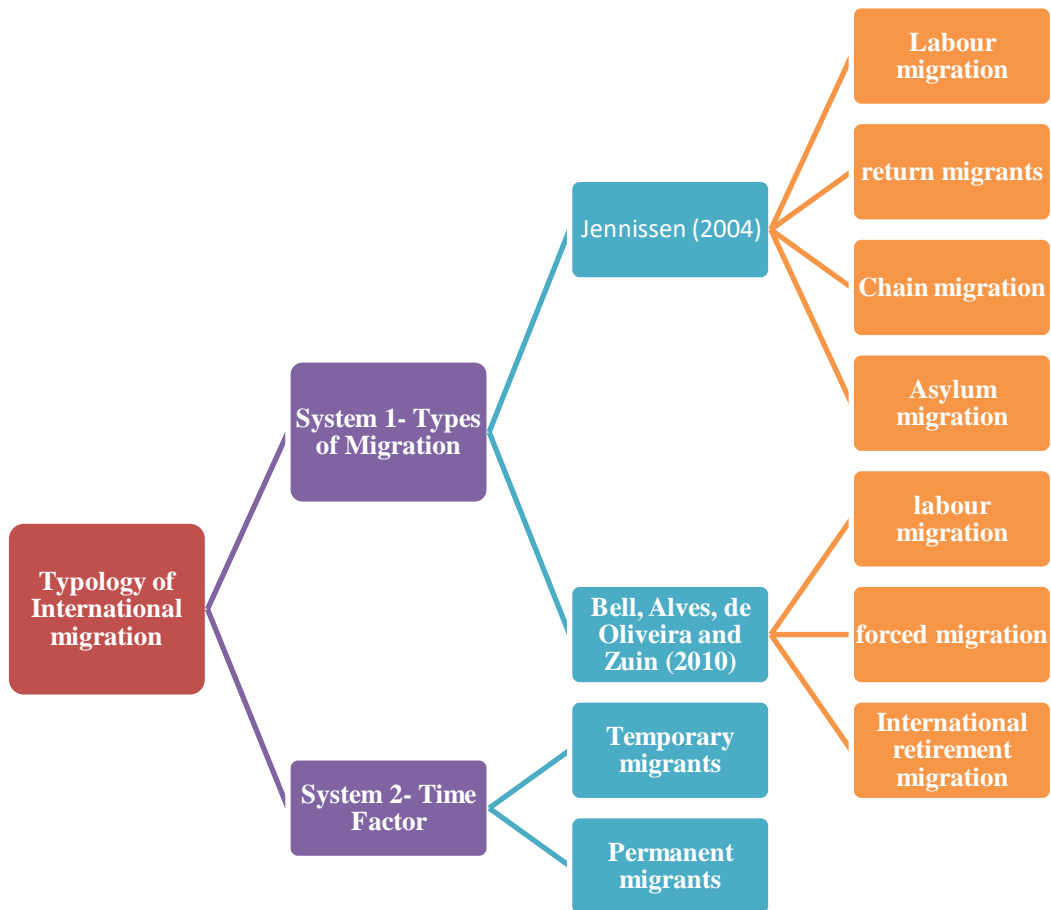 Typology of
International
migration
System 1- Types
of Migration
Jennissen (2004)
Labour
migration
return migrants
Chain migration
Asylum
migration
Bell, Alves, de
Oliveira and
Zuin (2010)
labour
migration
forced migration
International
retirement
migration
System 2- Time
Factor
Temporary
migrants
Permanent
migrants